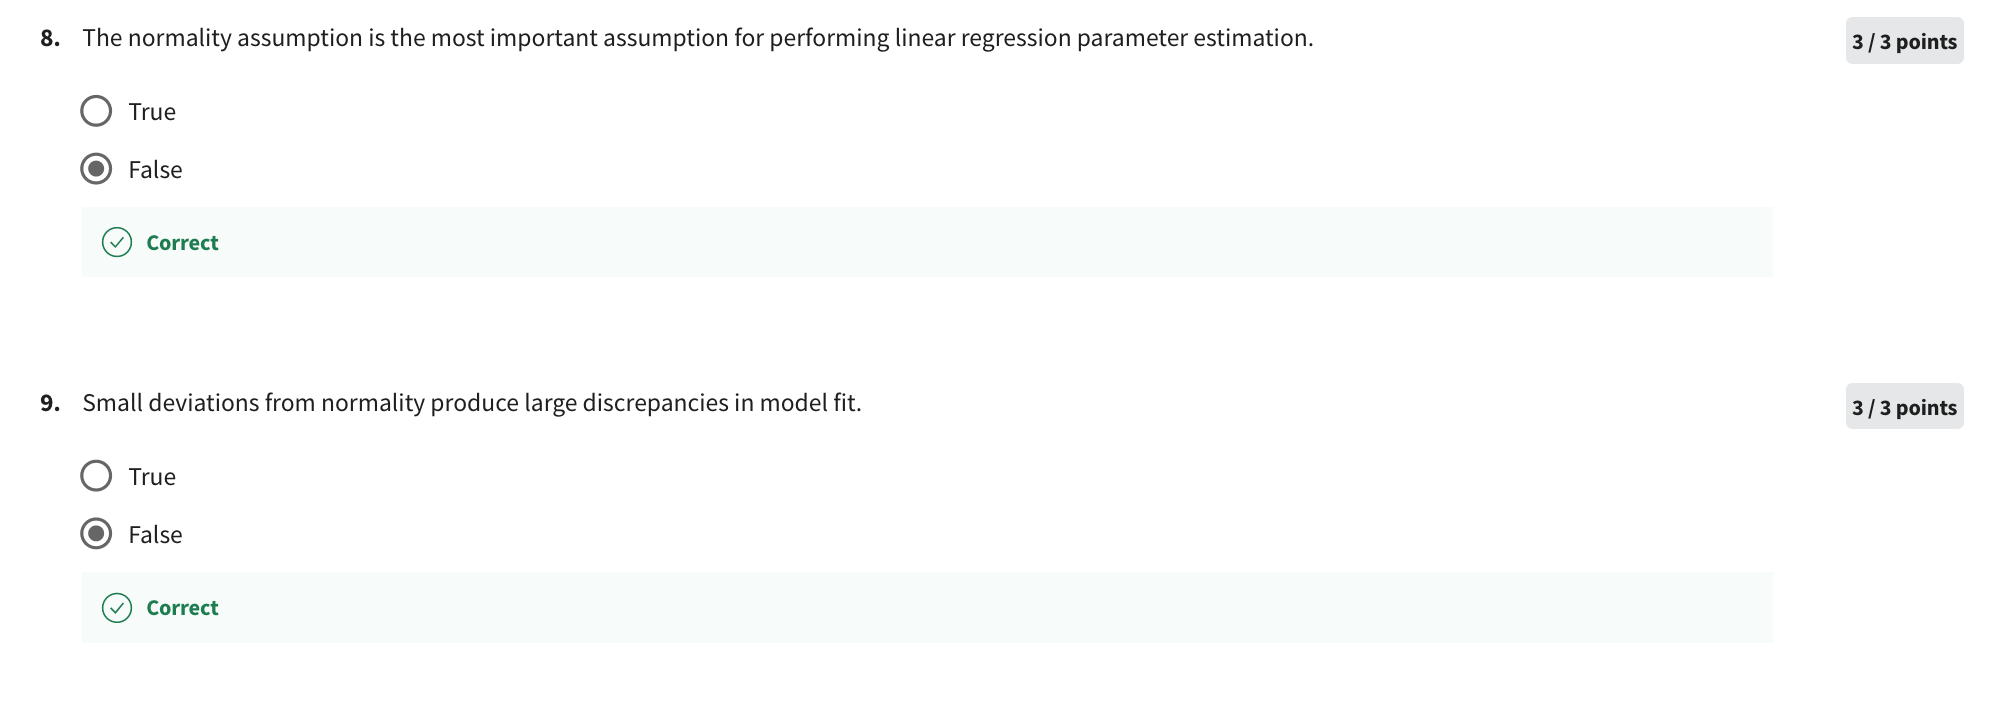 8. The normality assumption is the most important assumption for performing linear regression parameter estimation.
3 / 3 points
True
False
Correct
9. Small deviations from normality produce large discrepancies in model fit.
3 / 3 points
True
False
Correct